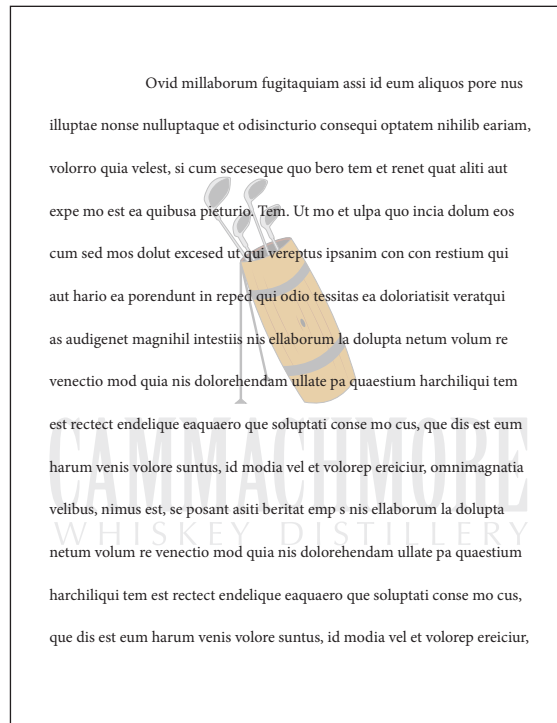 Ovid millaborum fugitaquiam assi id eum aliquos pore nus
illuptae nonse nulluptaque et odisincturio consequi optatem nihilib eariam,
volorro quia velest, si cum seceseque quo bero tem et renet quat aliti aut
expe mo est ea quibusa pieturio. Tem. Ut mo et ulpa quo incia dolum eos
cum sed mos dolut excesed ut qui vereptus ipsanim con con restium qui
aut hario ea porendunt in reped qui odio tessitas ea doloriatisit veratqui
as audigenet magnihil intestiis nis ellaborum la dolupta netum volum re
venectio mod quia nis dolorehendam ullate pa quaestium harchiliqui tem
est rectect endelique eaquaero que soluptati conse mo cus, que dis est eum
harum venis volore suntus, id modia vel et volorep ereiciur, omnimagnatia
CAMMACHMORE
velibus, nimus est, se posant asiti beritat emp s nis ellaborum la dolupta
WHISKEY DISTILLERY
netum volum re venectio mod quia nis dolorehendam ullate pa quaestium
harchiliqui tem est rectect endelique eaquaero que soluptati conse mo cus,
que dis est eum harum venis volore suntus, id modia vel et volorep ereiciur,